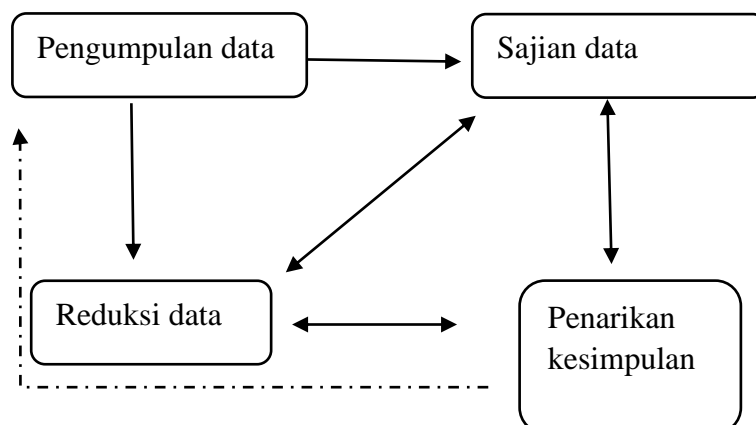 Pengumpulan data
Sajian data
Reduksi data
Penarikan
kesimpulan